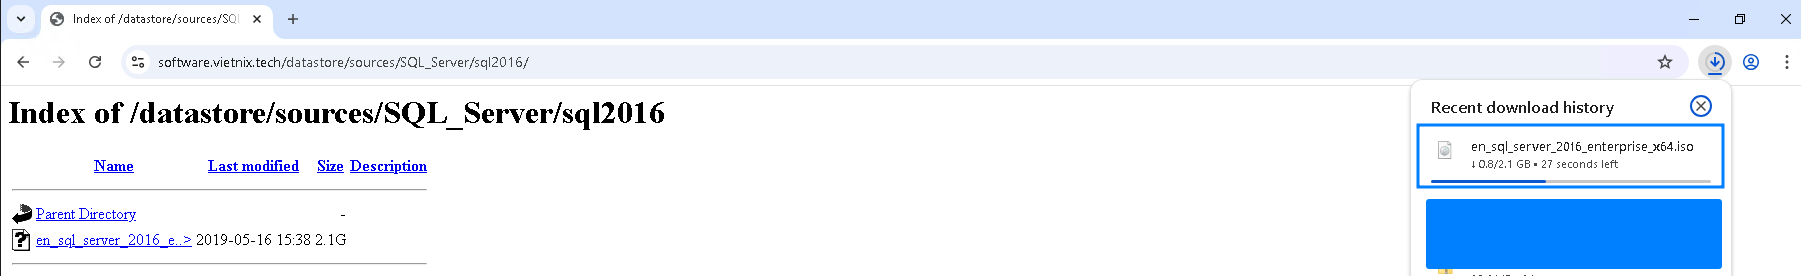 Index of /datastore/sources/SQL
software.vietnix.tech/datastore/sources/SQL_Server/sql2016/
Index of /datastore/sources/SQL_Server/sql2016
Name Last modified Size Description
Parent Directory -
en_sql_server_2016_e..> 2019-05-16 15:38 2.1G
Recent download history
en_sql_server_2016_enterprise_x64.iso
↓ 0.8/2.1 GB • 27 seconds left